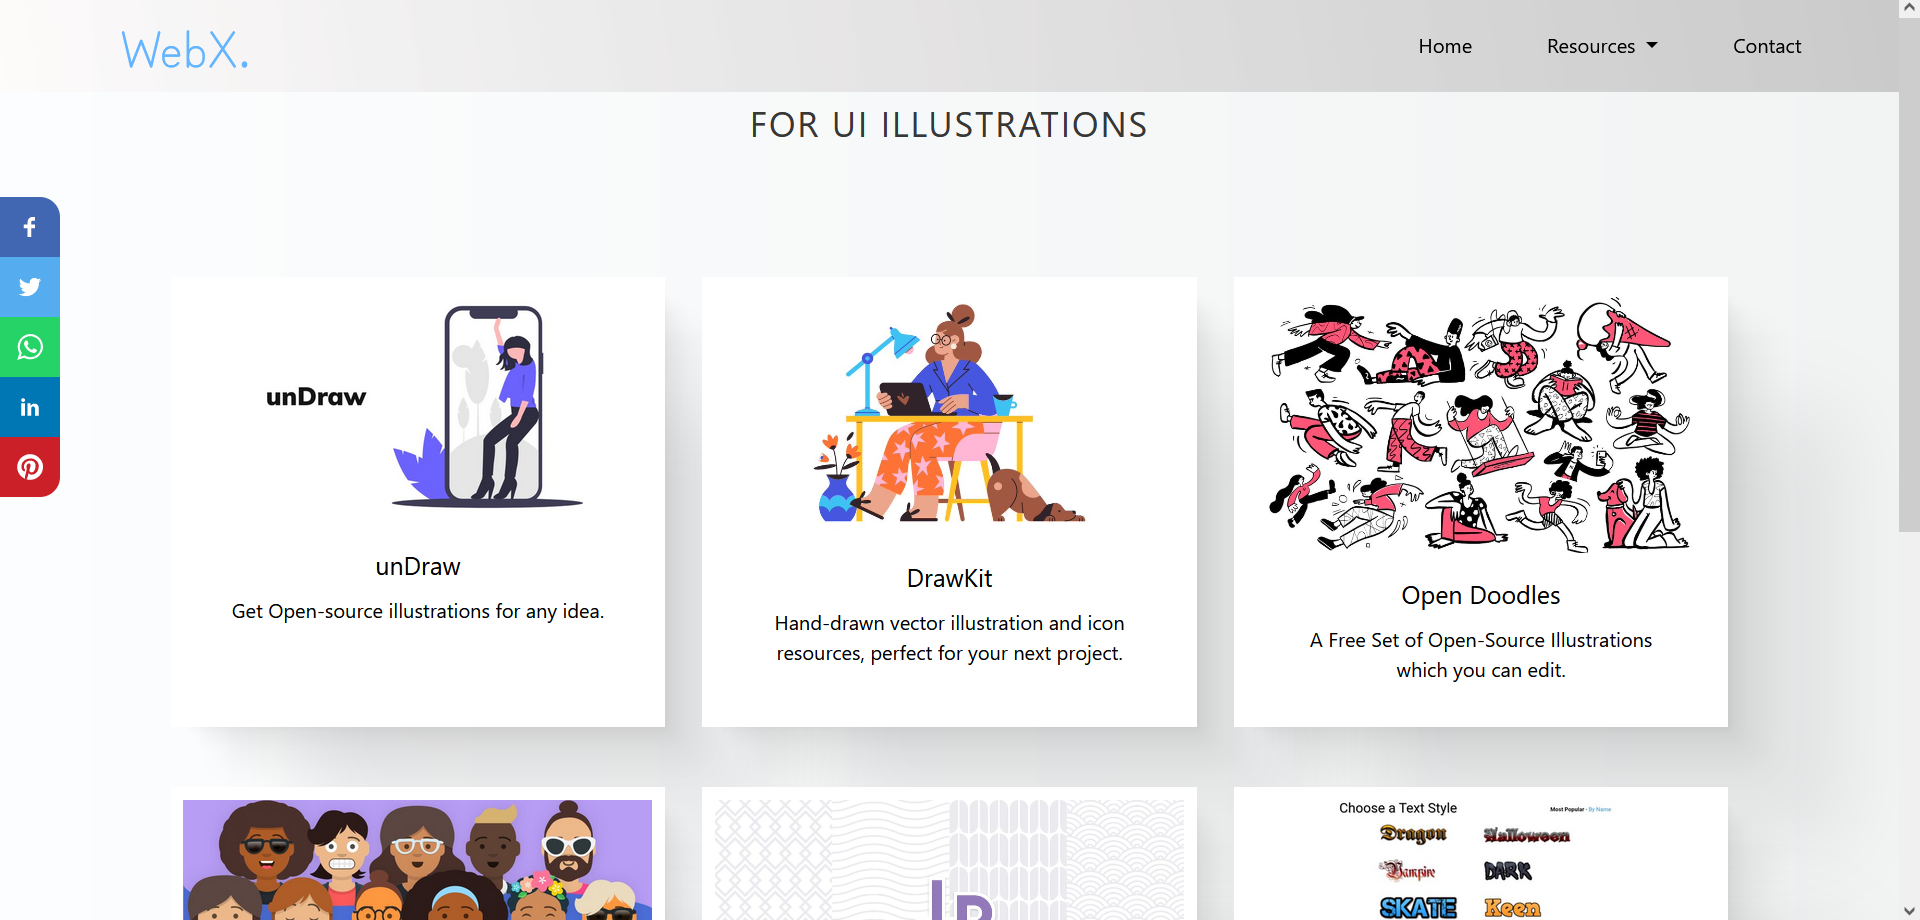 WebX.
Home
Resources
Contact
FOR UI ILLUSTRATIONS
unDraw
unDraw
Get Open-source illustrations for any idea.
DrawKit
Hand-drawn vector illustration and icon
resources, perfect for your next project.
Open Doodles
A Free Set of Open-Source Illustrations
which you can edit.
Choose a Text Style
Most Popular - By Name
Dragon
Halloween
Vampire
DARK
SKATE
Keen